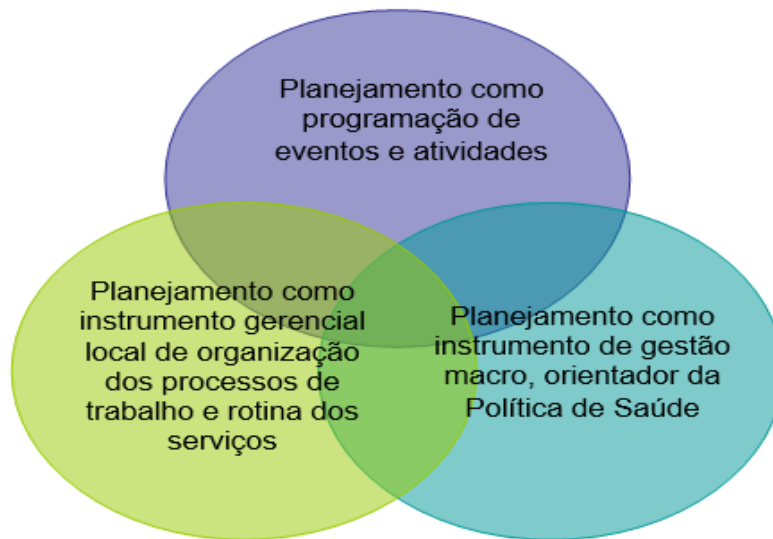 Planejamento como
programação de
eventos e atividades
Planejamento como
instrumento gerencial
local de organização
dos processos de
trabalho e rotina dos
serviços
Planejamento como
instrumento de gestão
macro, orientador da
Política de Saúde